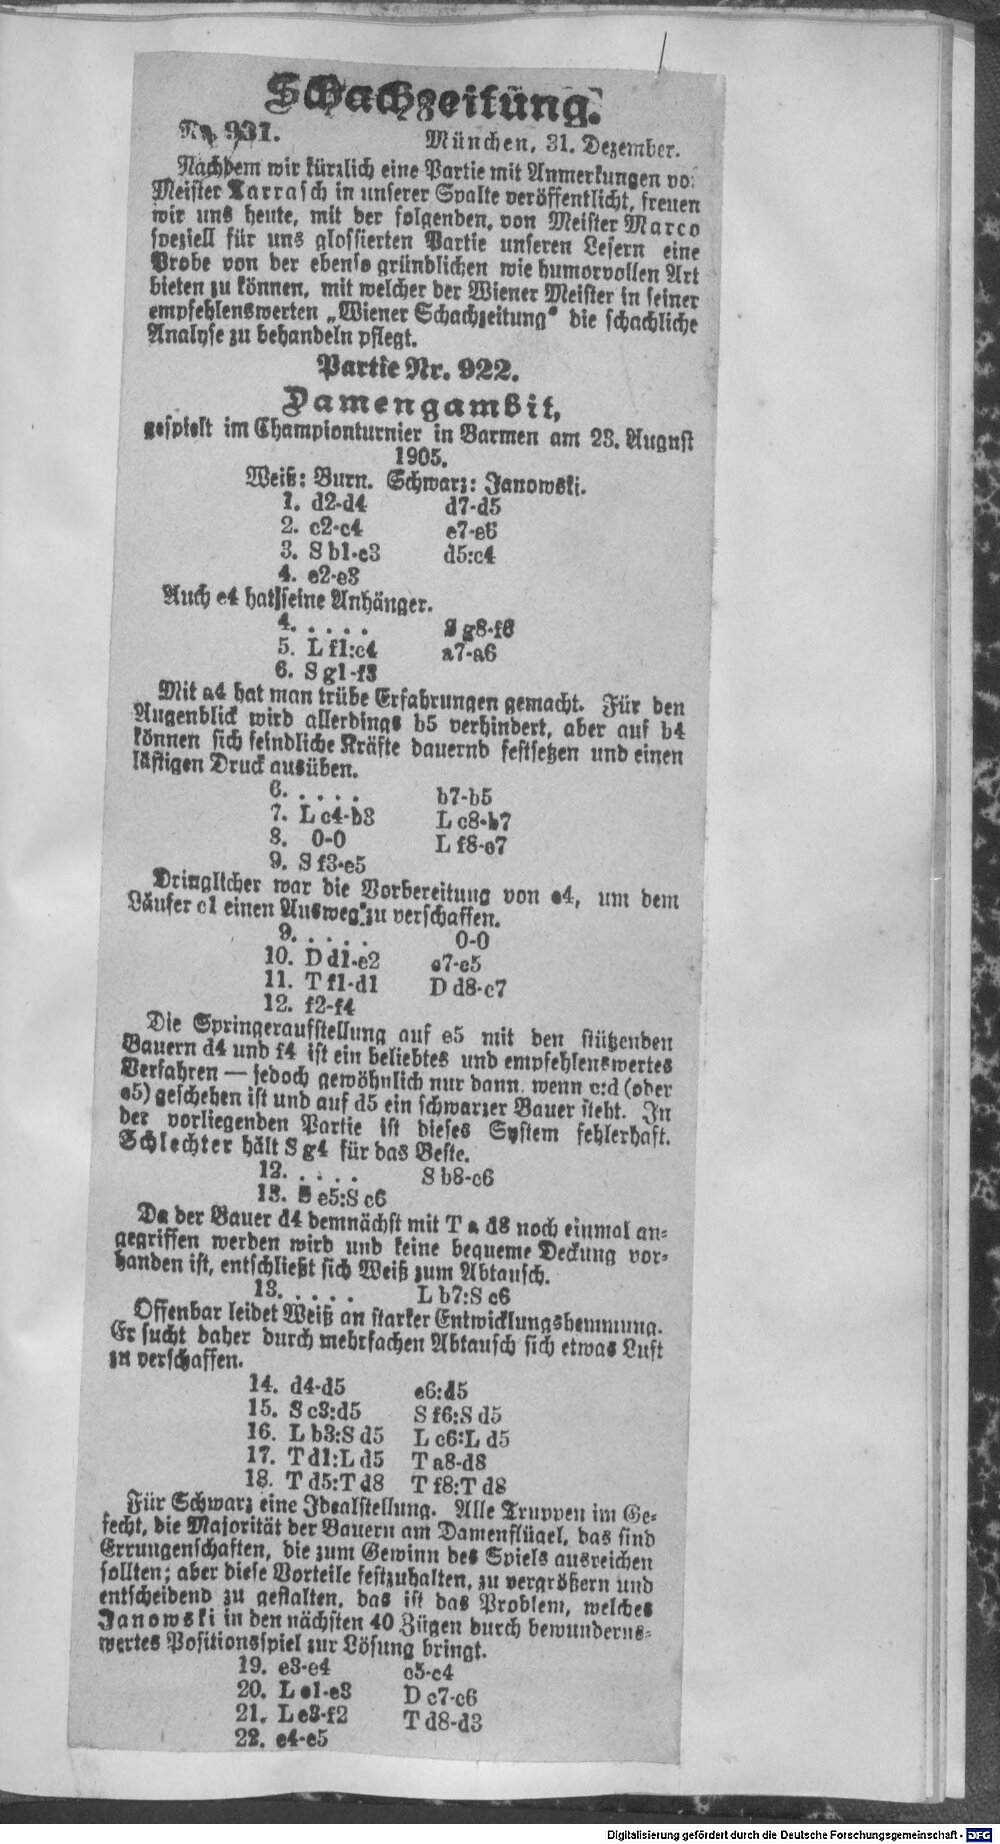 Schachzeitung.
Nr. 931.
München, 31. Dezember.
Nachdem wir kürzlich eine Partie mit Anmerkungen vo
Meister Tarrasch in unserer Spalte veröffentlicht, freuen
wir uns heute, mit der folgenden, von Meister Marco
speziell für uns glossierten Partie unseren Lesern eine
Probe von der ebenso gründlichen wie humorvollen Art
bieten zu können, mit welcher der Wiener Meister in seiner
empfehlenswerten „Wiener Schachzeitung“ die schachliche
Analyse zu behandeln pflegt.
Partie Nr. 922.
Damengambit,
gespielt im Championturnier in Barmen am 23. August
1905.
Weiß: Burn. Schwarz: Janowski.
1. d2-d4 d7-d5
2. c2-c4 e7-e6
3. S b1-c3 d5:c4
4. e2-e3
Auch e4 hat seine Anhänger.
4. . . . . S g8-f6
5. L f1:c4 a7-a6
6. S g1-f3
Mit a4 hat man trübe Erfahrungen gemacht. Für den
Augenblick wird allerdings b5 verhindert, aber auf b4
können sich feindliche Kräfte dauernd festsetzen und einen
lästigen Druck ausüben.
6. . . . . b7-b5
7. L c4-b3 L c8-b7
8. 0-0 L f8-e7
9. S f3-e5
Dringlicher war die Vorbereitung von e4, um dem
Läufer c1 einen Ausweg zu verschaffen.
9. . . . . 0-0
10. D d1-e2 c7-c5
11. T f1-d1 D d8-c7
12. f2-f4
Die Springeraufstellung auf e5 mit den stützenden
Bauern d4 und f4 ist ein beliebtes und empfehlenswertes
Verfahren — jedoch gewöhnlich nur dann, wenn c:d (oder
e5) geschehen ist und auf d5 ein schwarzer Bauer steht. In
der vorliegenden Partie ist dieses System fehlerhaft.
Schlechter hält S g4 für das Beste.
12. . . . . S b8-c6
13. S e5:S c6
Da der Bauer d4 demnächst mit T a d8 noch einmal an-
gegriffen werden wird und keine bequeme Deckung vor-
handen ist, entschließt sich Weiß zum Abtausch.
13. . . . . L b7:S c6
Offenbar leidet Weiß an starker Entwicklungshemmung.
Er sucht daher durch mehrfachen Abtausch sich etwas Luft
zu verschaffen.
14. d4-d5 e6:d5
15. S c3:d5 S f6:S d5
16. L b3:S d5 L c6:L d5
17. T d1:L d5 T a8-d8
18. T d5:T d8 T f8:T d8
Für Schwarz eine Idealstellung. Alle Truppen im Ge-
fecht, die Majorität der Bauern am Damenflügel, das sind
Errungenschaften, die zum Gewinn des Spiels ausreichen
sollten; aber diese Vorteile festzuhalten, zu vergrößern und
entscheidend zu gestalten, das ist das Problem, welches
Janowski in den nächsten 40 Zügen durch bewunderns-
wertes Positionsspiel zur Lösung bringt.
19. e3-e4 c5-c4
20. L c1-e3 D c7-c6
21. L e3-f2 T d8-d3
22. e4-e5
Digitalisierung gefördert durch die Deutsche Forschungsgemeinschaft - DFG